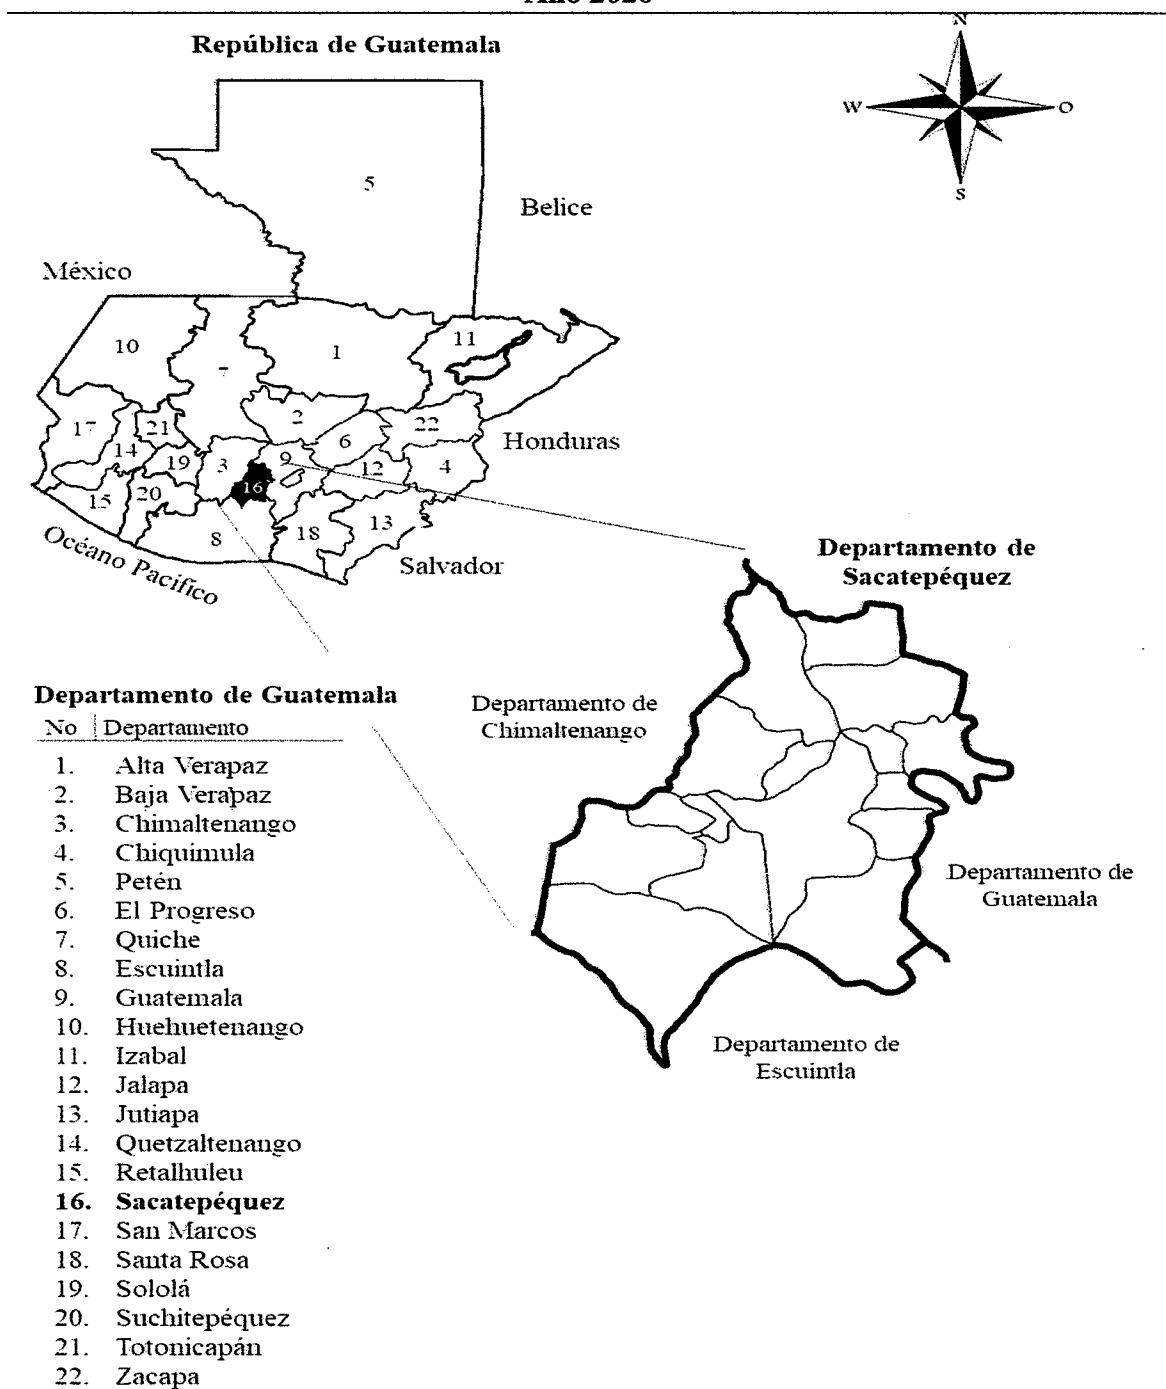 Año 2020
República de Guatemala
N
W
O
S
5
Belice
México
10
7
1
11
2
22
17
21
14
6
Honduras
19
3
9
12
4
16
15
20
8
18
13
Océano Pacífico
Salvador
Departamento de
Sacatepéquez
Departamento de
Chimaltenango
Departamento de
Guatemala
Departamento de
Escuintla
Departamento de Guatemala
No Departamento
1. Alta Verapaz
2. Baja Verapaz
3. Chimaltenango
4. Chiquimula
5. Petén
6. El Progreso
7. Quiche
8. Escuintla
9. Guatemala
10. Huehuetenango
11. Izabal
12. Jalapa
13. Jutiapa
14. Quetzaltenango
15. Retalhuleu
16. Sacatepéquez
17. San Marcos
18. Santa Rosa
19. Sololá
20. Suchitepéquez
21. Totonicapán
22. Zacapa